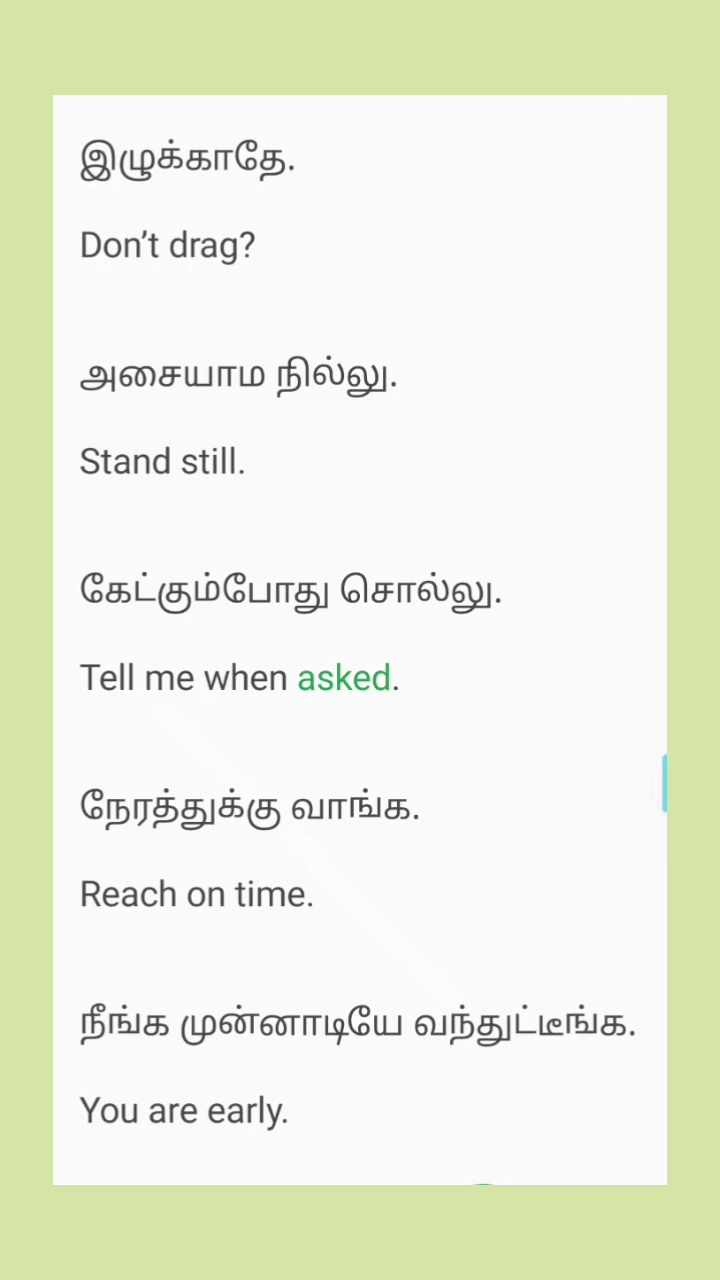 இழுக்காதே.
Don’t drag?
அசையாம நில்லு.
Stand still.
கேட்கும்போது சொல்லு.
Tell me when asked.
நேரத்துக்கு வாங்க.
Reach on time.
நீங்க முன்னாடியே வந்துட்டீங்க.
You are early.